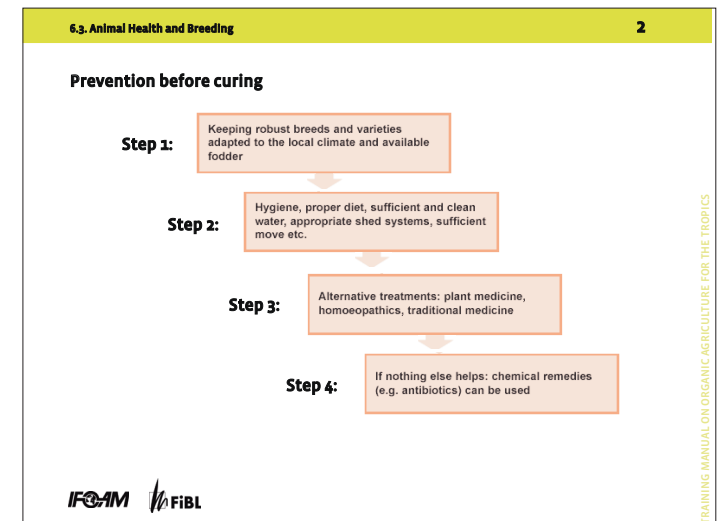 6.3. Animal Health and Breeding 2
Prevention before curing
Step 1:
Keeping robust breeds and varieties
adapted to the local climate and available
fodder
Step 2:
Hygiene, proper diet, sufficient and clean
water, appropriate shed systems, sufficient
move etc.
Step 3:
Alternative treatments: plant medicine,
homoeopathics, traditional medicine
Step 4:
If nothing else helps: chemical remedies
(e.g. antibiotics) can be used
TRAINING MANUAL ON ORGANIC AGRICULTURE FOR THE TROPICS
IFOAM FiBL